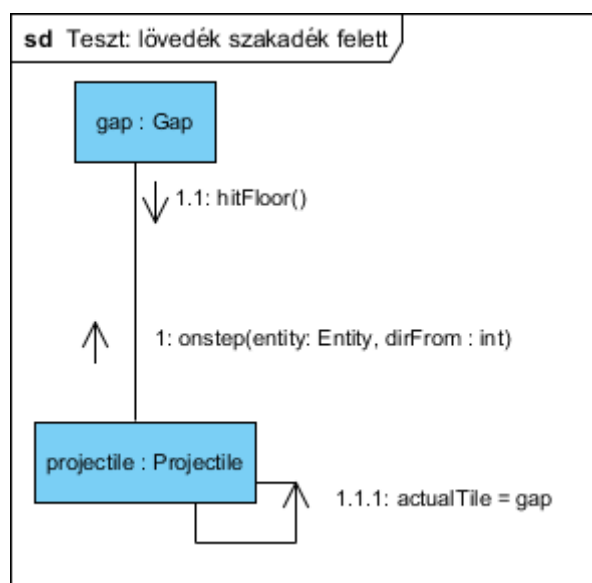 sd Teszt: lövedék szakadék felett
gap : Gap
1.1: hitFloor()
1: onstep(entity: Entity, dirFrom : int)
projectile : Projectile
1.1.1: actualTile = gap